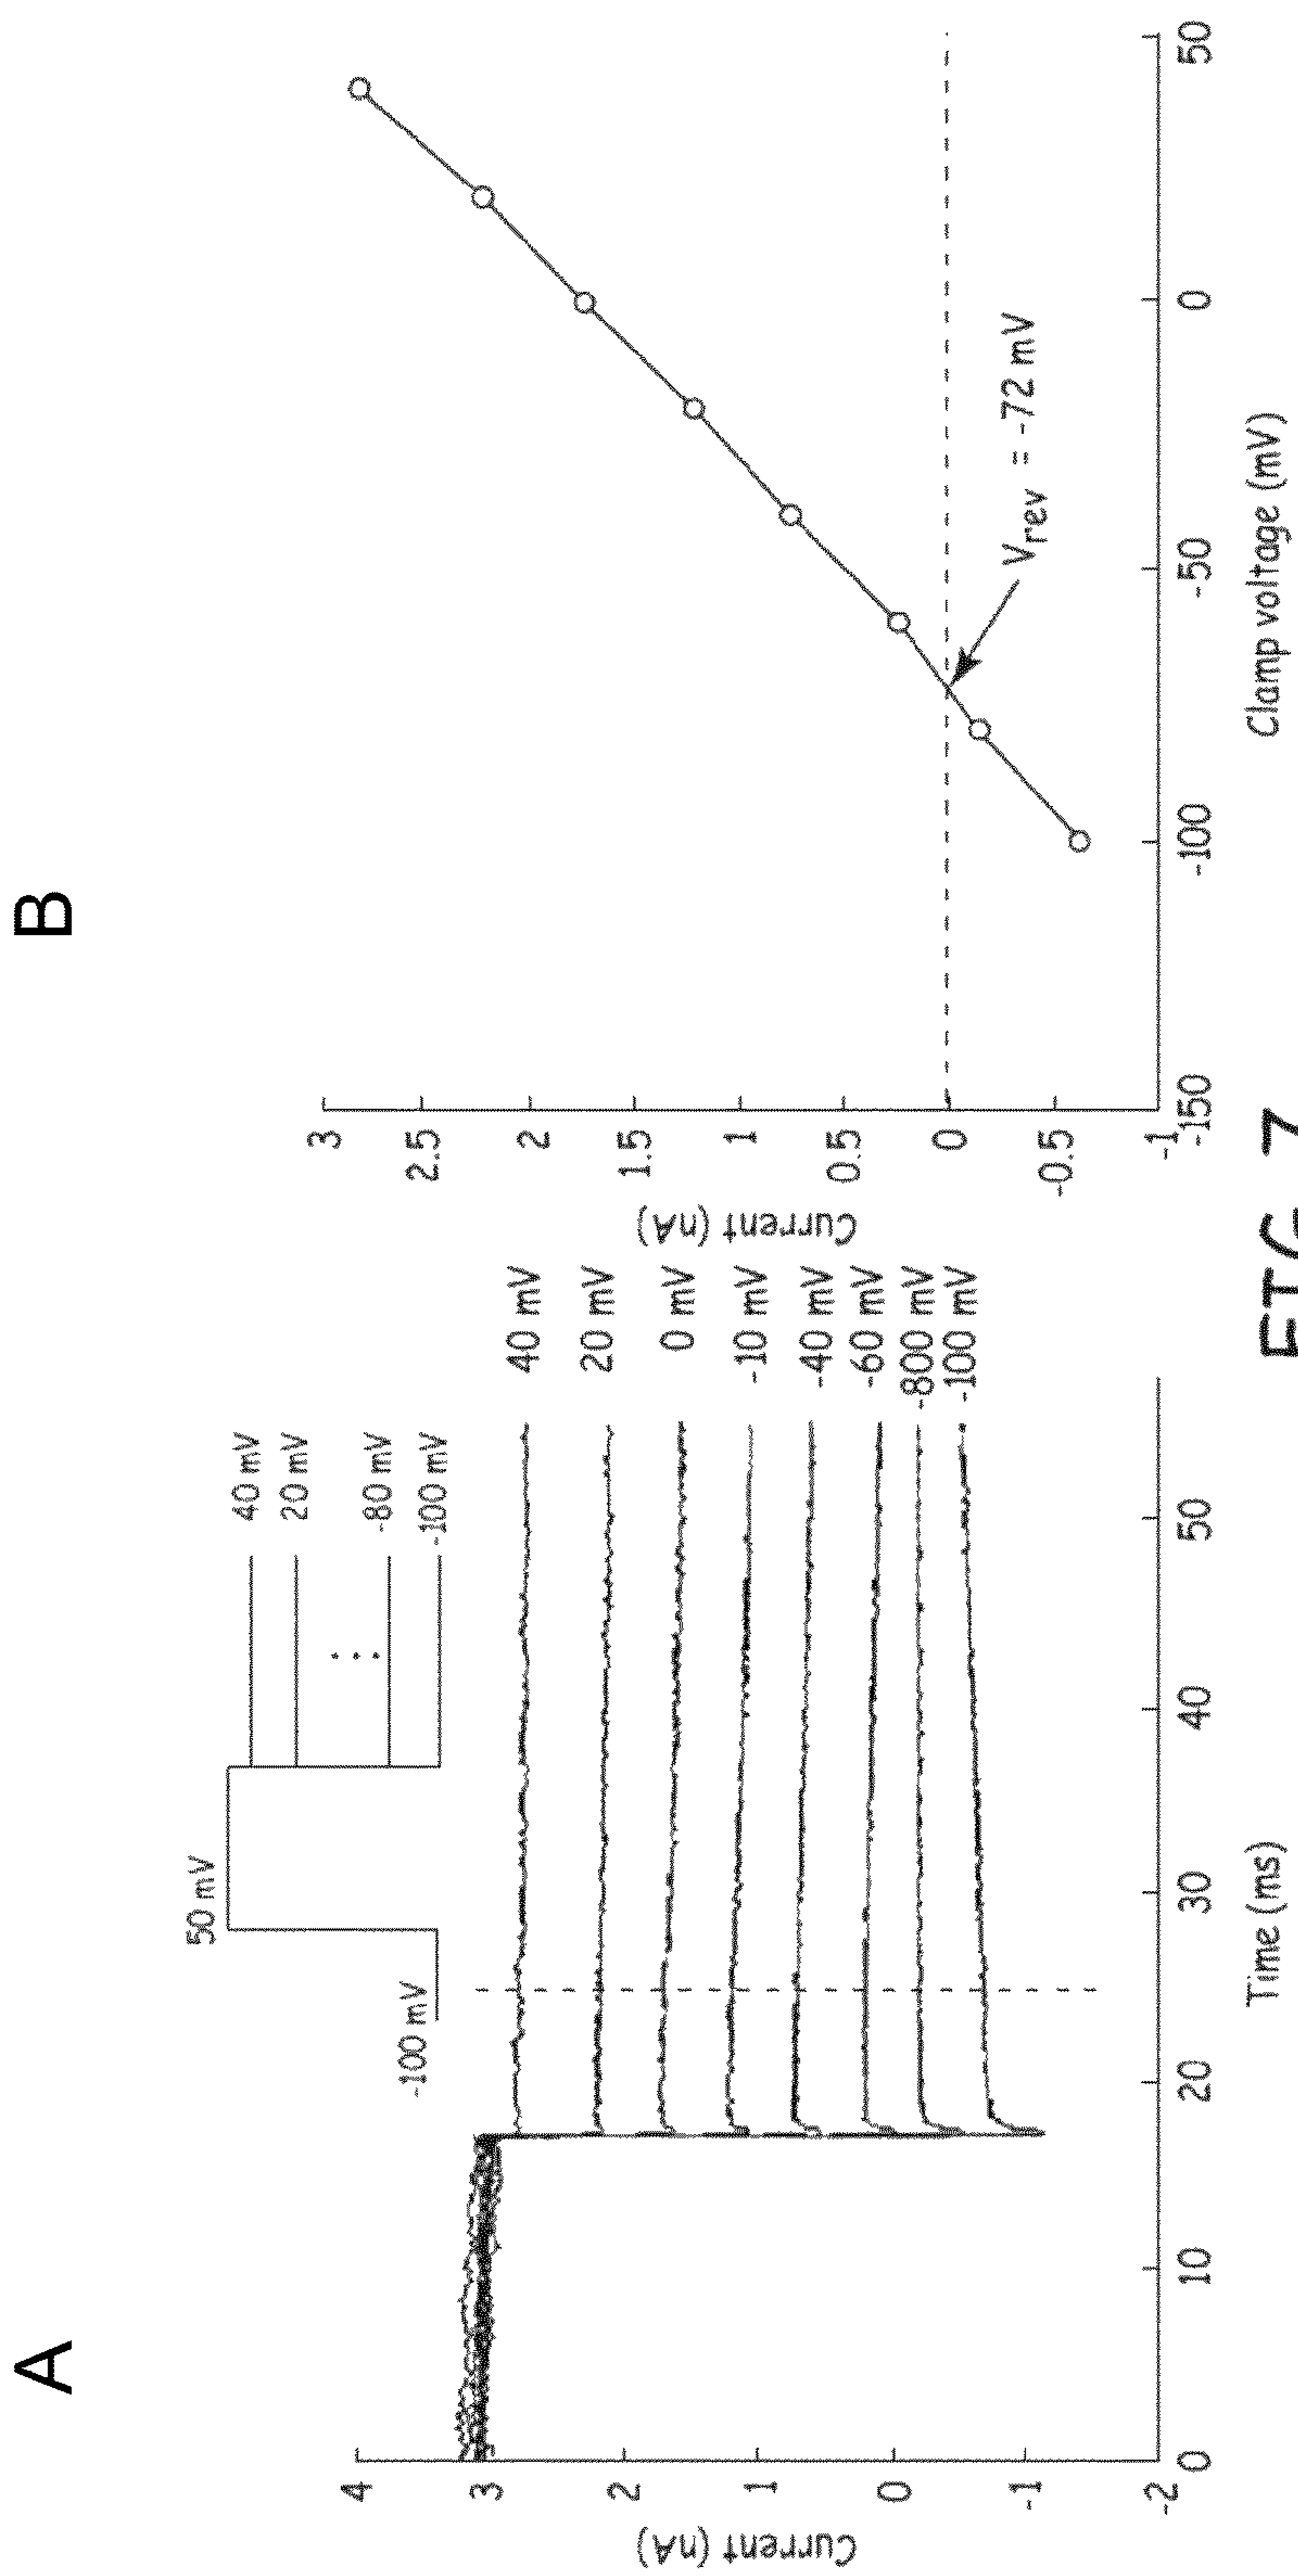 A
50 mV
-100 mV
40 mV
20 mV
-80 mV
-100 mV
Current (nA)
4
3
2
1
0
-1
-2
40 mV
20 mV
0 mV
-10 mV
-40 mV
-60 mV
-800 mV
-100 mV
0
10
20
30
40
50
Time (ms)
B
Current (nA)
3
2.5
2
1.5
1
0.5
0
-0.5
-1
Vrev = -72 mV
-150
-100
-50
0
50
Clamp voltage (mV)
FIG 7